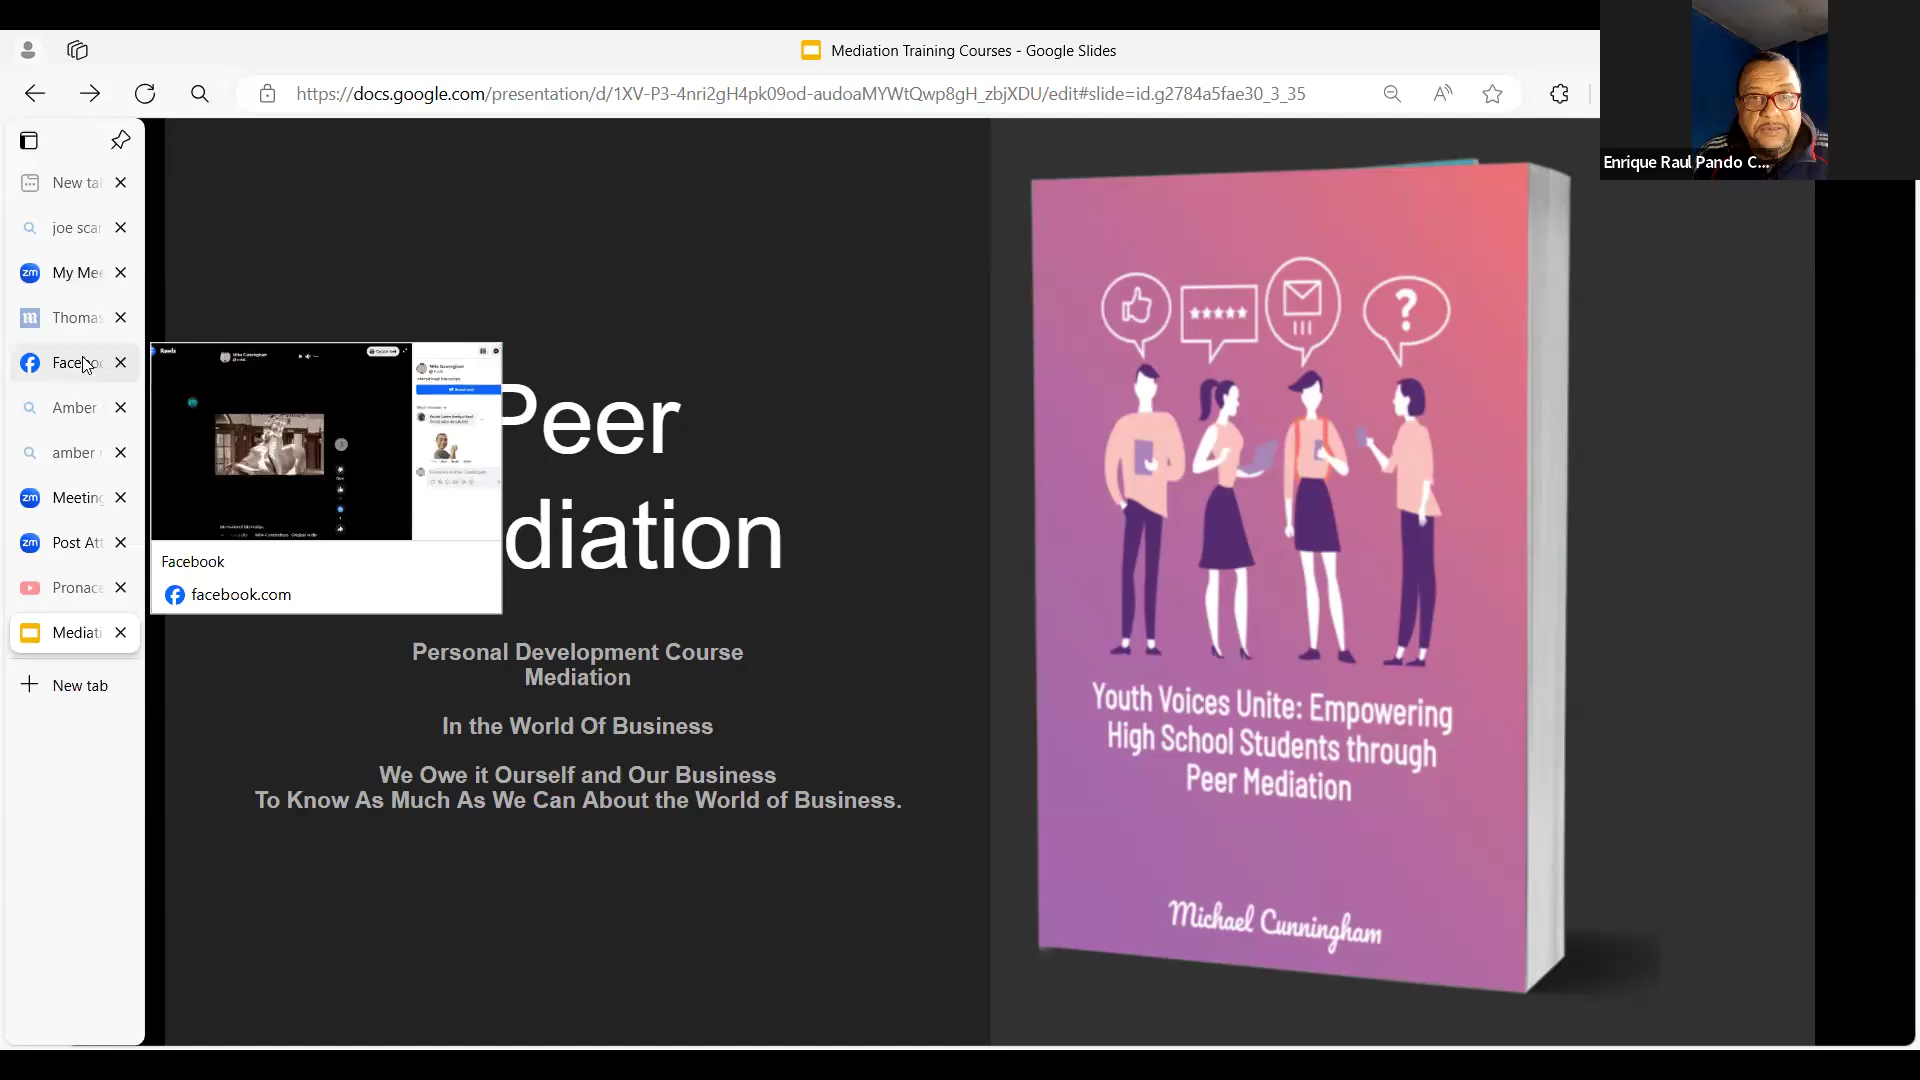 Mediation Training Courses - Google Slides
https://docs.google.com/presentation/d/1XV-P3-4nri2gH4pk09od-audoaMYWtQwp8gH_zbjXDU/edit#slide=id.g2784a5fae30_3_35
Enrique Raul Pando C...
New ta
joe scar
My Mee
Thomas
Faceboo
Amber
amber
Meeting
Post Att
Pronace
Mediati
New tab
Reels
Mike Cunningham
Facebook
facebook.com
Peer
diation
Personal Development Course
Mediation
In the World Of Business
We Owe it Ourself and Our Business
To Know As Much As We Can About the World of Business.
?
Youth Voices Unite: Empowering
High School Students through
Peer Mediation
Michael Cunningham